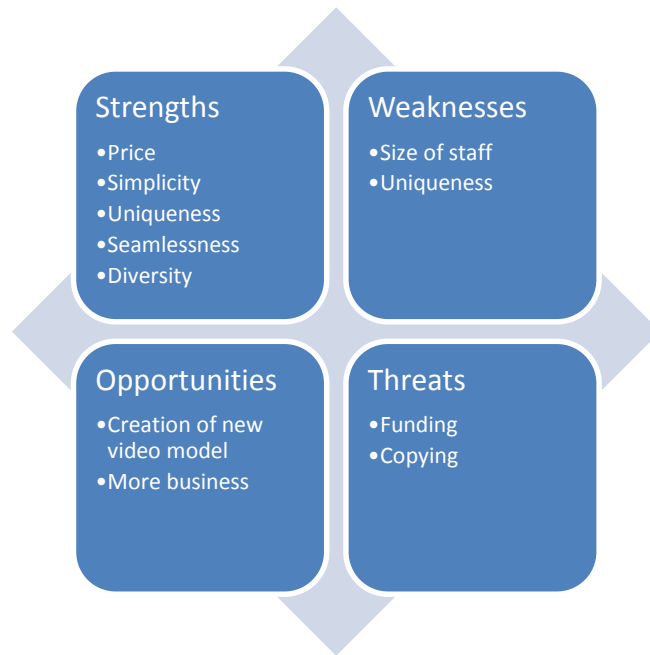 Strengths
•Price
•Simplicity
•Uniqueness
•Seamlessness
•Diversity
Weaknesses
•Size of staff
•Uniqueness
Opportunities
•Creation of new
video model
•More business
Threats
•Funding
•Copying